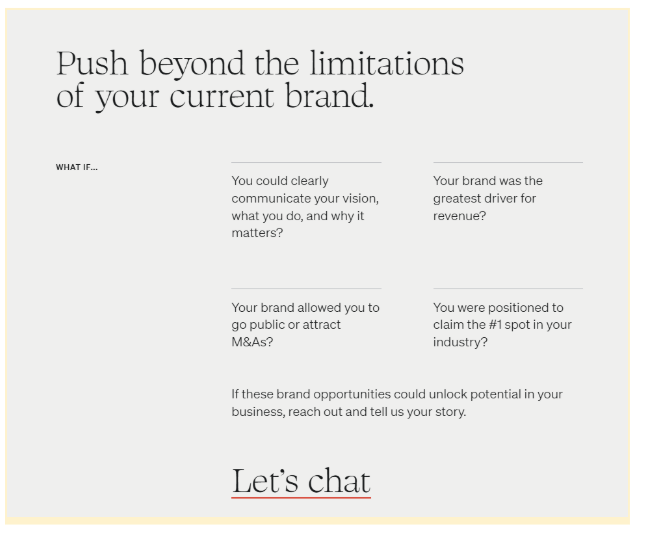 Push beyond the limitations
of your current brand.
WHAT IF...
You could clearly
communicate your vision,
what you do, and why it
matters?
Your brand was the
greatest driver for
revenue?
Your brand allowed you to
go public or attract
M&As?
You were positioned to
claim the #1 spot in your
industry?
If these brand opportunities could unlock potential in your
business, reach out and tell us your story.
Let's chat